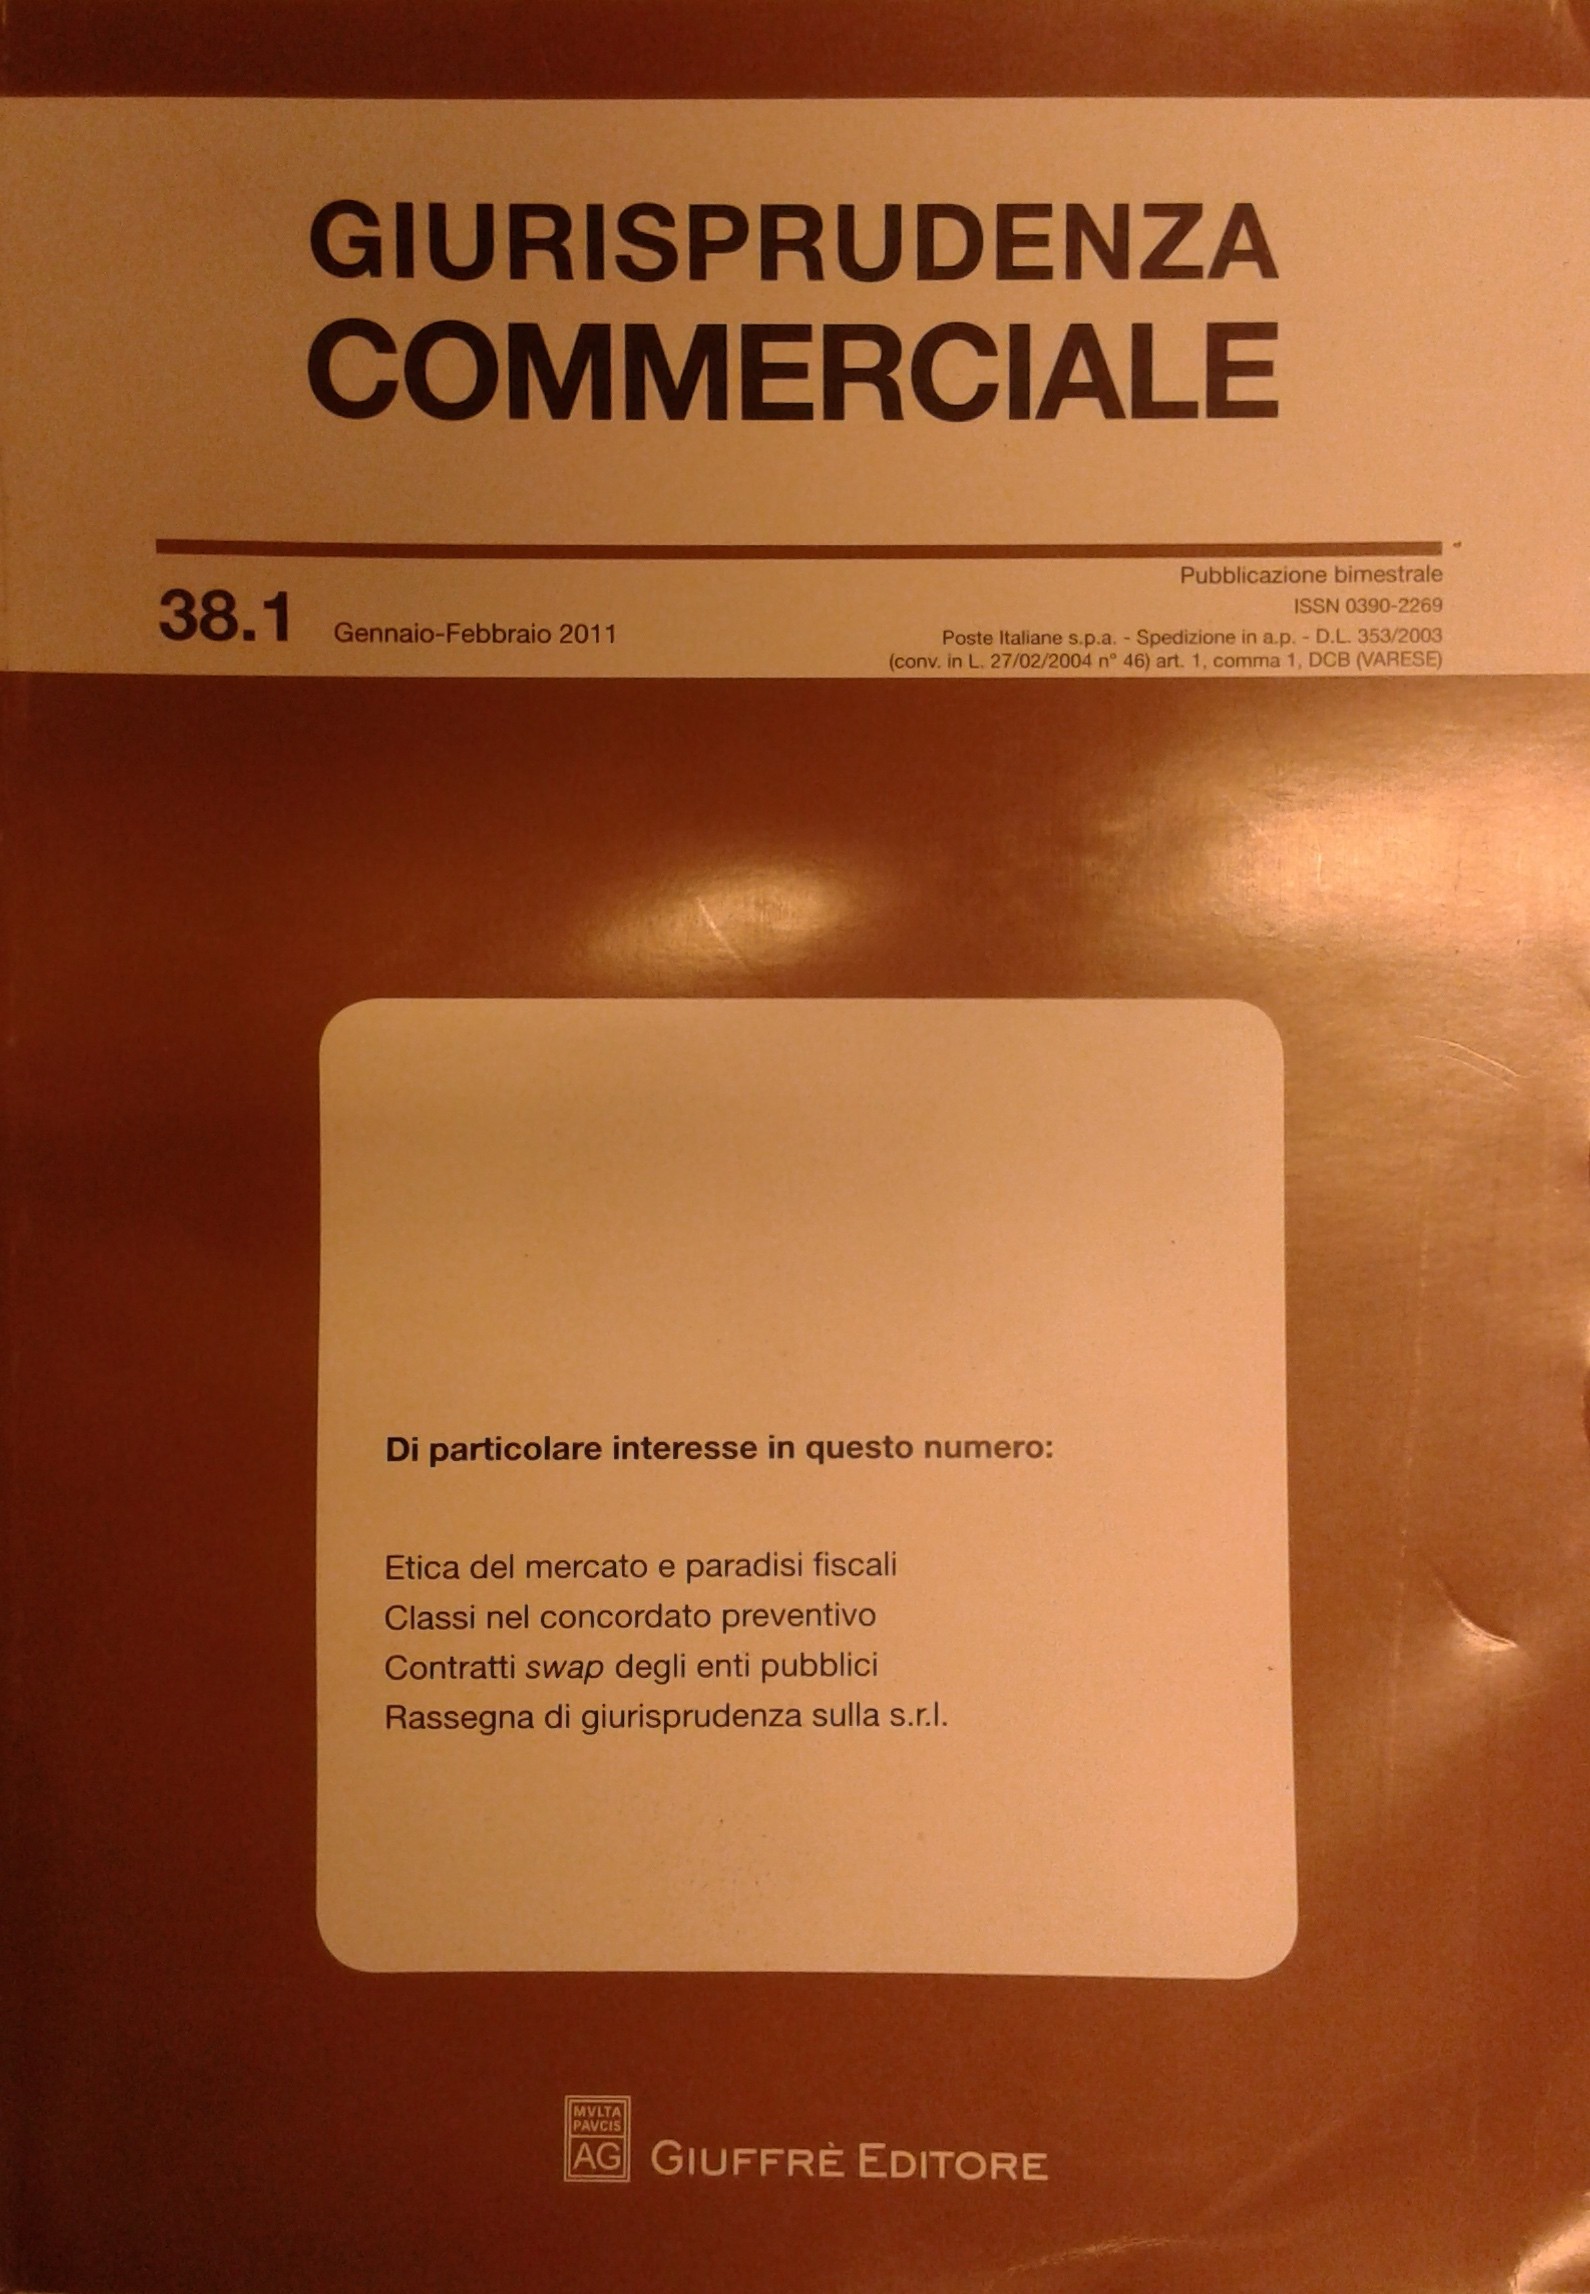 GIURISPRUDENZA
COMMERCIALE
38.1 Gennaio-Febbraio 2011
Pubblicazione bimestrale
ISSN 0390-2269
Poste Italiane s.p.a. - Spedizione in a.p. - D.L. 353/2003
(conv. in L. 27/02/2004 n° 46) art. 1, comma 1, DCB (VARESE)
Di particolare interesse in questo numero:
Etica del mercato e paradisi fiscali
Classi nel concordato preventivo
Contratti swap degli enti pubblici
Rassegna di giurisprudenza sulla s.r.l.
MVLTA
PAVCIS
AG GIUFFRÈ EDITORE